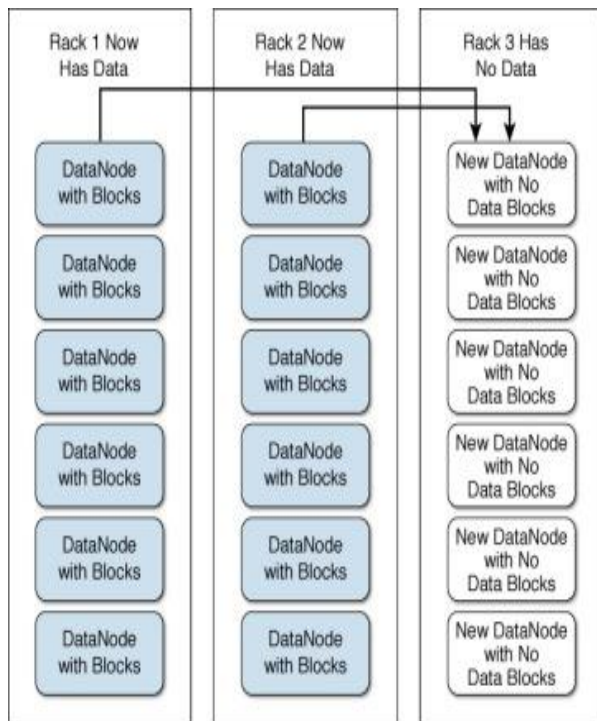 Rack 1 Now
Has Data
Rack 2 Now
Has Data
Rack 3 Has
No Data
DataNode
with Blocks
DataNode
with Blocks
New DataNode
with No
Data Blocks
DataNode
with Blocks
DataNode
with Blocks
New DataNode
with No
Data Blocks
DataNode
with Blocks
DataNode
with Blocks
New DataNode
with No
Data Blocks
DataNode
with Blocks
DataNode
with Blocks
New DataNode
with No
Data Blocks
DataNode
with Blocks
DataNode
with Blocks
New DataNode
with No
Data Blocks
DataNode
with Blocks
DataNode
with Blocks
New DataNode
with No
Data Blocks